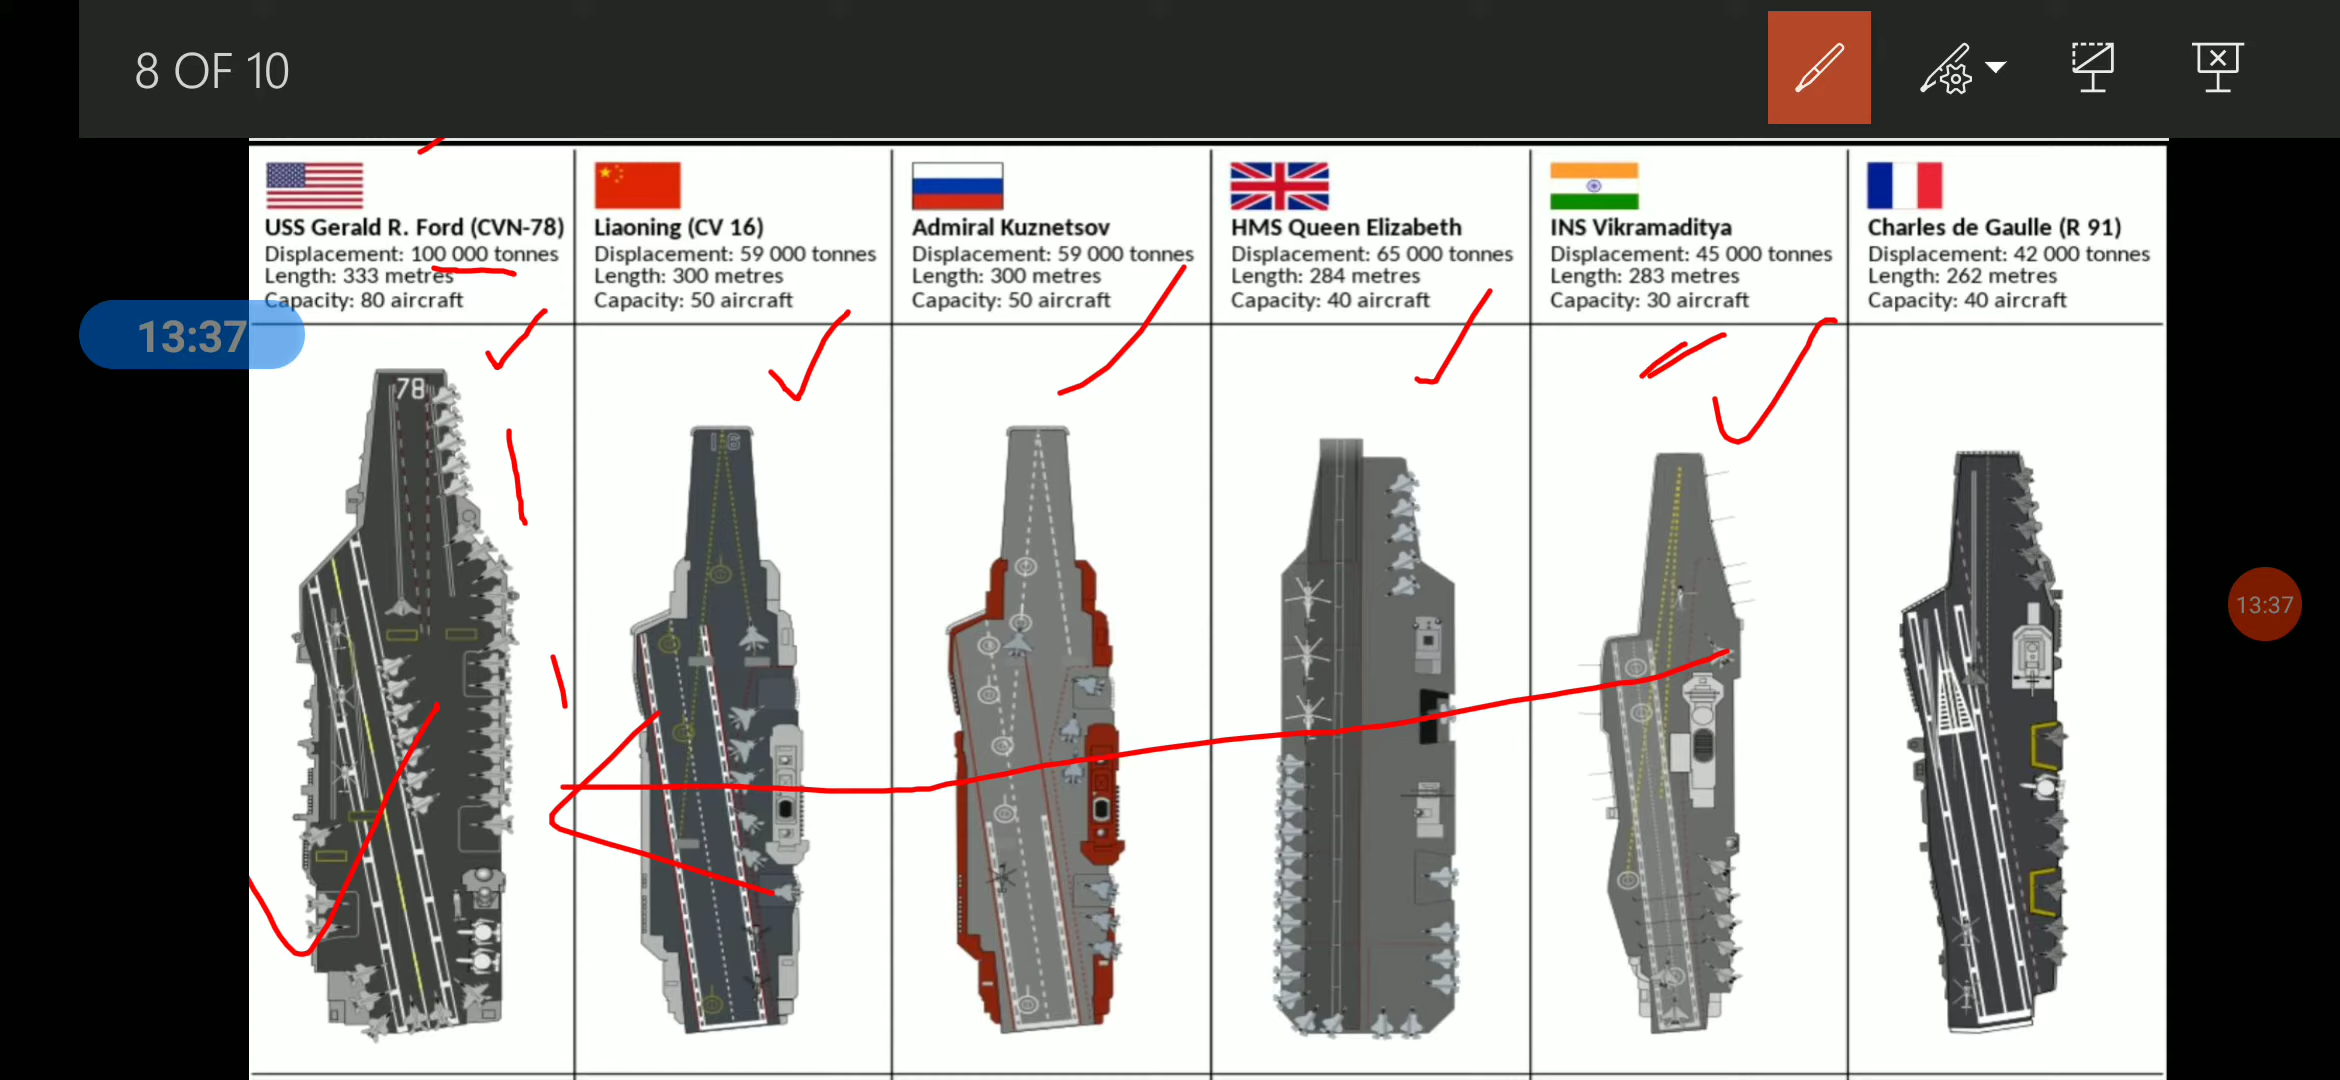 8 OF 10
USS Gerald R. Ford (CVN-78)
Displacement: 100 000 tonnes
Length: 333 metres
Capacity: 80 aircraft
Liaoning (CV 16)
Displacement: 59 000 tonnes
Length: 300 metres
Capacity: 50 aircraft
Admiral Kuznetsov
Displacement: 59 000 tonnes
Length: 300 metres
Capacity: 50 aircraft
HMS Queen Elizabeth
Displacement: 65 000 tonnes
Length: 284 metres
Capacity: 40 aircraft
INS Vikramaditya
Displacement: 45 000 tonnes
Length: 283 metres
Capacity: 30 aircraft
Charles de Gaulle (R 91)
Displacement: 42 000 tonnes
Length: 262 metres
Capacity: 40 aircraft
13:37
78
16
13:37